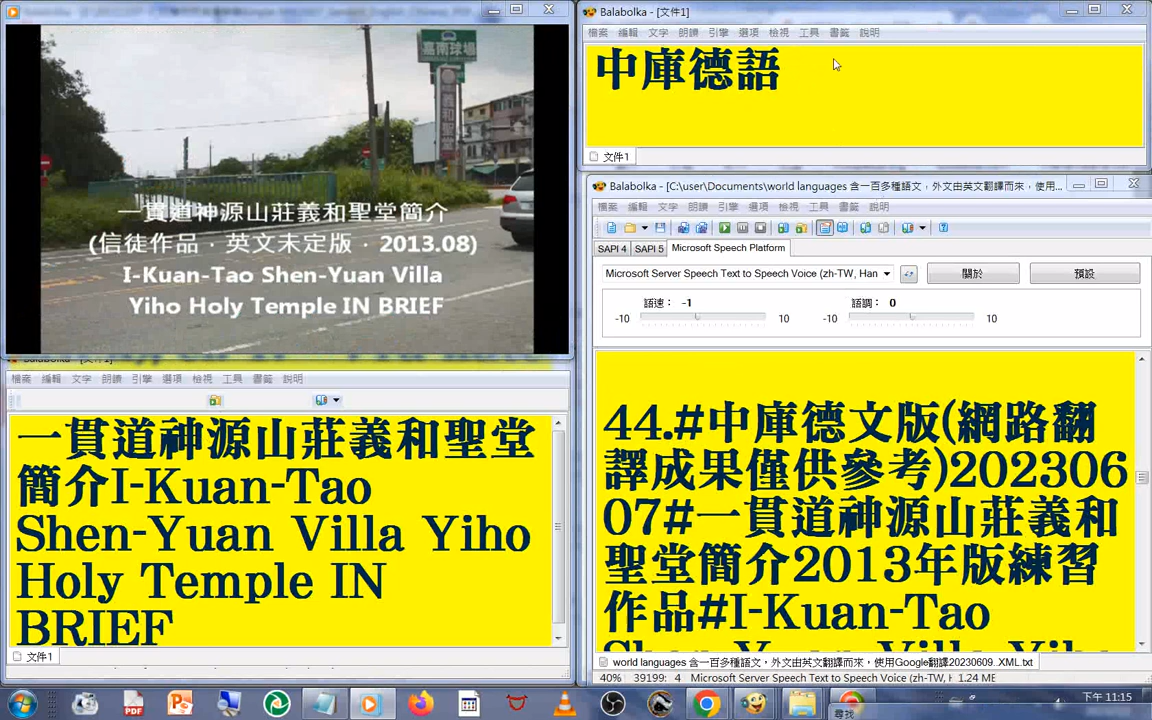 Balabolka - [文件1]
檔案 編輯 文字 朗讀 引擎 選項 檢視 工具 書籤 說明
中庫德語
文件1
嘉南球場
義和聖堂
一貫道神源山莊義和聖堂簡介
(信徒作品．英文未定版．2013.08)
I-Kuan-Tao Shen-Yuan Villa
Yiho Holy Temple IN BRIEF
Balabolka - [C:\user\Documents\world languages 含一百多種語文，外文由英文翻譯而來，使用...
檔案 編輯 文字 朗讀 引擎 選項 檢視 工具 書籤 說明
SAPI 4 SAPI 5 Microsoft Speech Platform
Microsoft Server Speech Text to Speech Voice (zh-TW, Han
關於 預設
語速： -1 語調： 0
-10 10 -10 10
44.#中庫德文版(網路翻
譯成果僅供參考)202306
07#一貫道神源山莊義和
聖堂簡介2013年版練習
作品#I-Kuan-Tao
Shen-Yuan Villa Yiho
world languages 含一百多種語文，外文由英文翻譯而來，使用Google翻譯20230609..XML.txt
40% 39199: 4 Microsoft Server Speech Text to Speech Voice (zh-TW, H 1.24 MB
檔案 編輯 文字 朗讀 引擎 選項 檢視 工具 書籤 說明
一貫道神源山莊義和聖堂
簡介I-Kuan-Tao
Shen-Yuan Villa Yiho
Holy Temple IN
BRIEF
文件1
PDF
尋找
下午 11:15